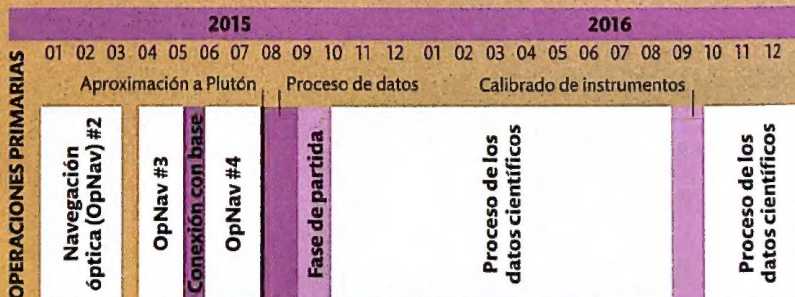 2015 2016
OPERACIONES PRIMARIAS
01 02 03 04 05 06 07 08 09 10 11 12 01 02 03 04 05 06 07 08 09 10 11 12
Aproximación a Plutón Proceso de datos Calibrado de instrumentos
Navegación
óptica (OpNav) #2
OpNav #3
Conexión con base
OpNav #4
Fase de partida
Proceso de los
datos científicos
Proceso de los
datos científicos